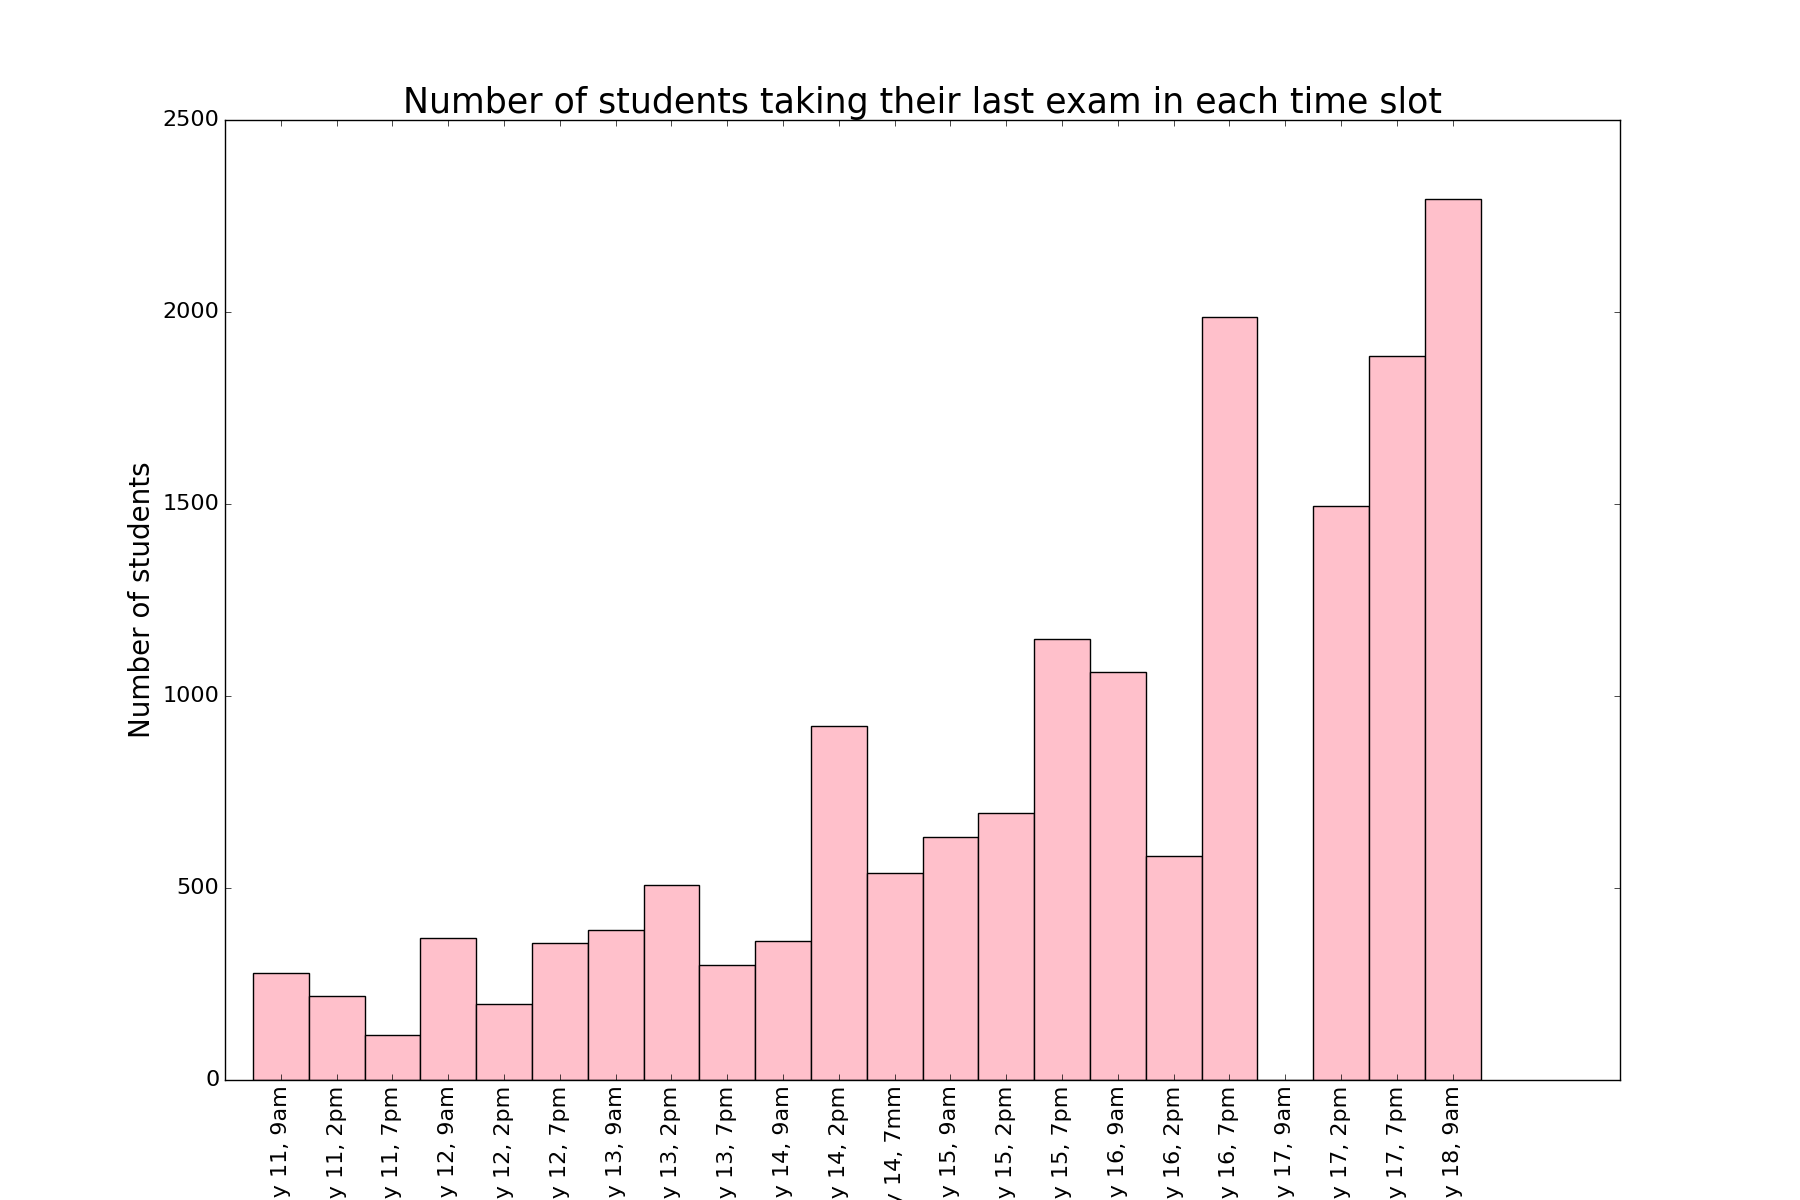 Number of students taking their last exam in each time slot
Number of students
2500
2000
1500
1000
500
0
y 11, 9am
y 11, 2pm
y 11, 7pm
y 12, 9am
y 12, 2pm
y 12, 7pm
y 13, 9am
y 13, 2pm
y 13, 7pm
y 14, 9am
y 14, 2pm
y 14, 7mm
y 15, 9am
y 15, 2pm
y 15, 7pm
y 16, 9am
y 16, 2pm
y 16, 7pm
y 17, 9am
y 17, 2pm
y 17, 7pm
y 18, 9am